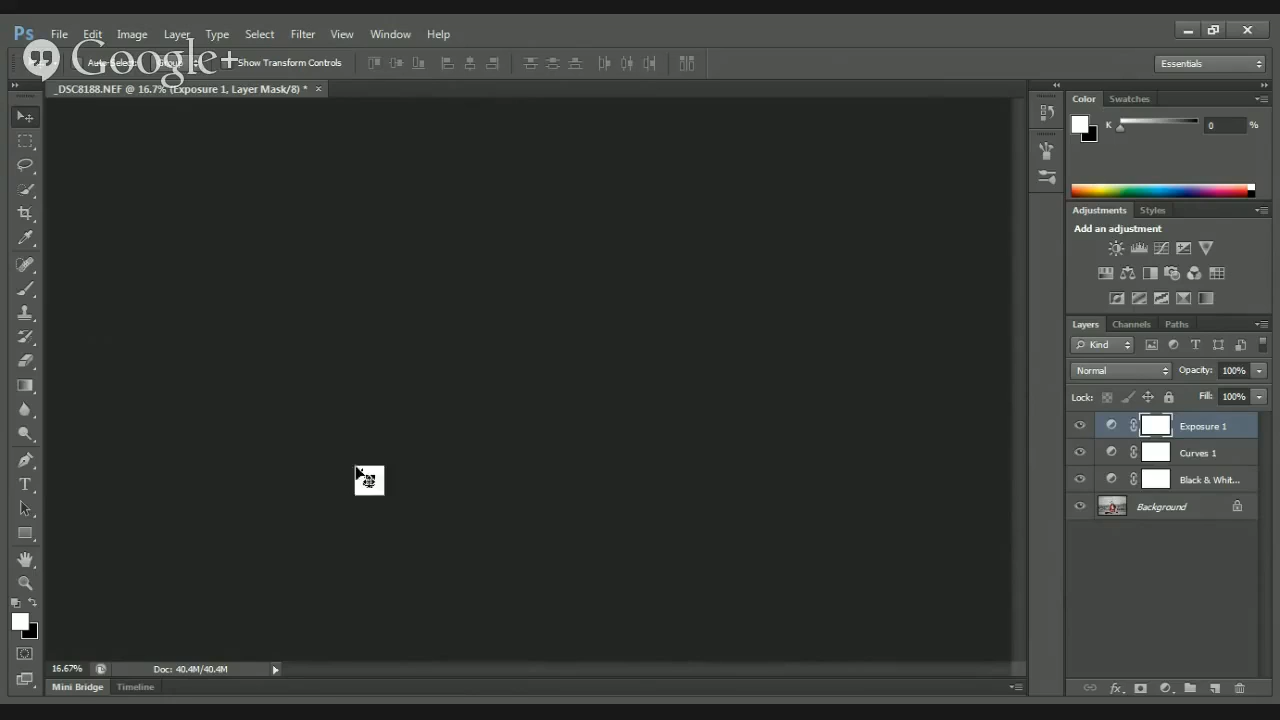 Ps File Edit Image Layer Type Select Filter View Window Help
Google+
Show Transform Controls
Essentials
_DSC8188.NEF @ 16.7% (Exposure 1, Layer Mask/8) *
Color Swatches
K 0 %
Adjustments Styles
Add an adjustment
Layers Channels Paths
Kind
Normal Opacity: 100%
Lock: Fill: 100%
Exposure 1
Curves 1
Black & Whit...
Background
16.67% Doc: 40.4M/40.4M
Mini Bridge Timeline